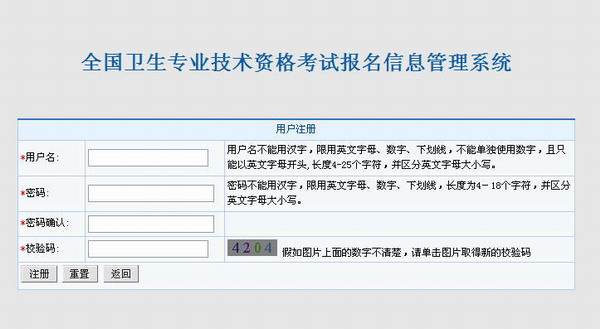 全国卫生专业技术资格考试报名信息管理系统
用户注册
*用户名:
用户名不能用汉字，限用英文字母、数字、下划线，不能单独使用数字，且只
能以英文字母开头,长度4-25个字符，并区分英文字母大小写。
*密码:
密码不能用汉字，限用英文字母、数字、下划线，长度为4－18个字符，并区分
英文字母大小写。
*密码确认:
*校验码:
4204 假如图片上面的数字不清楚，请单击图片取得新的校验码
注册 重置 返回